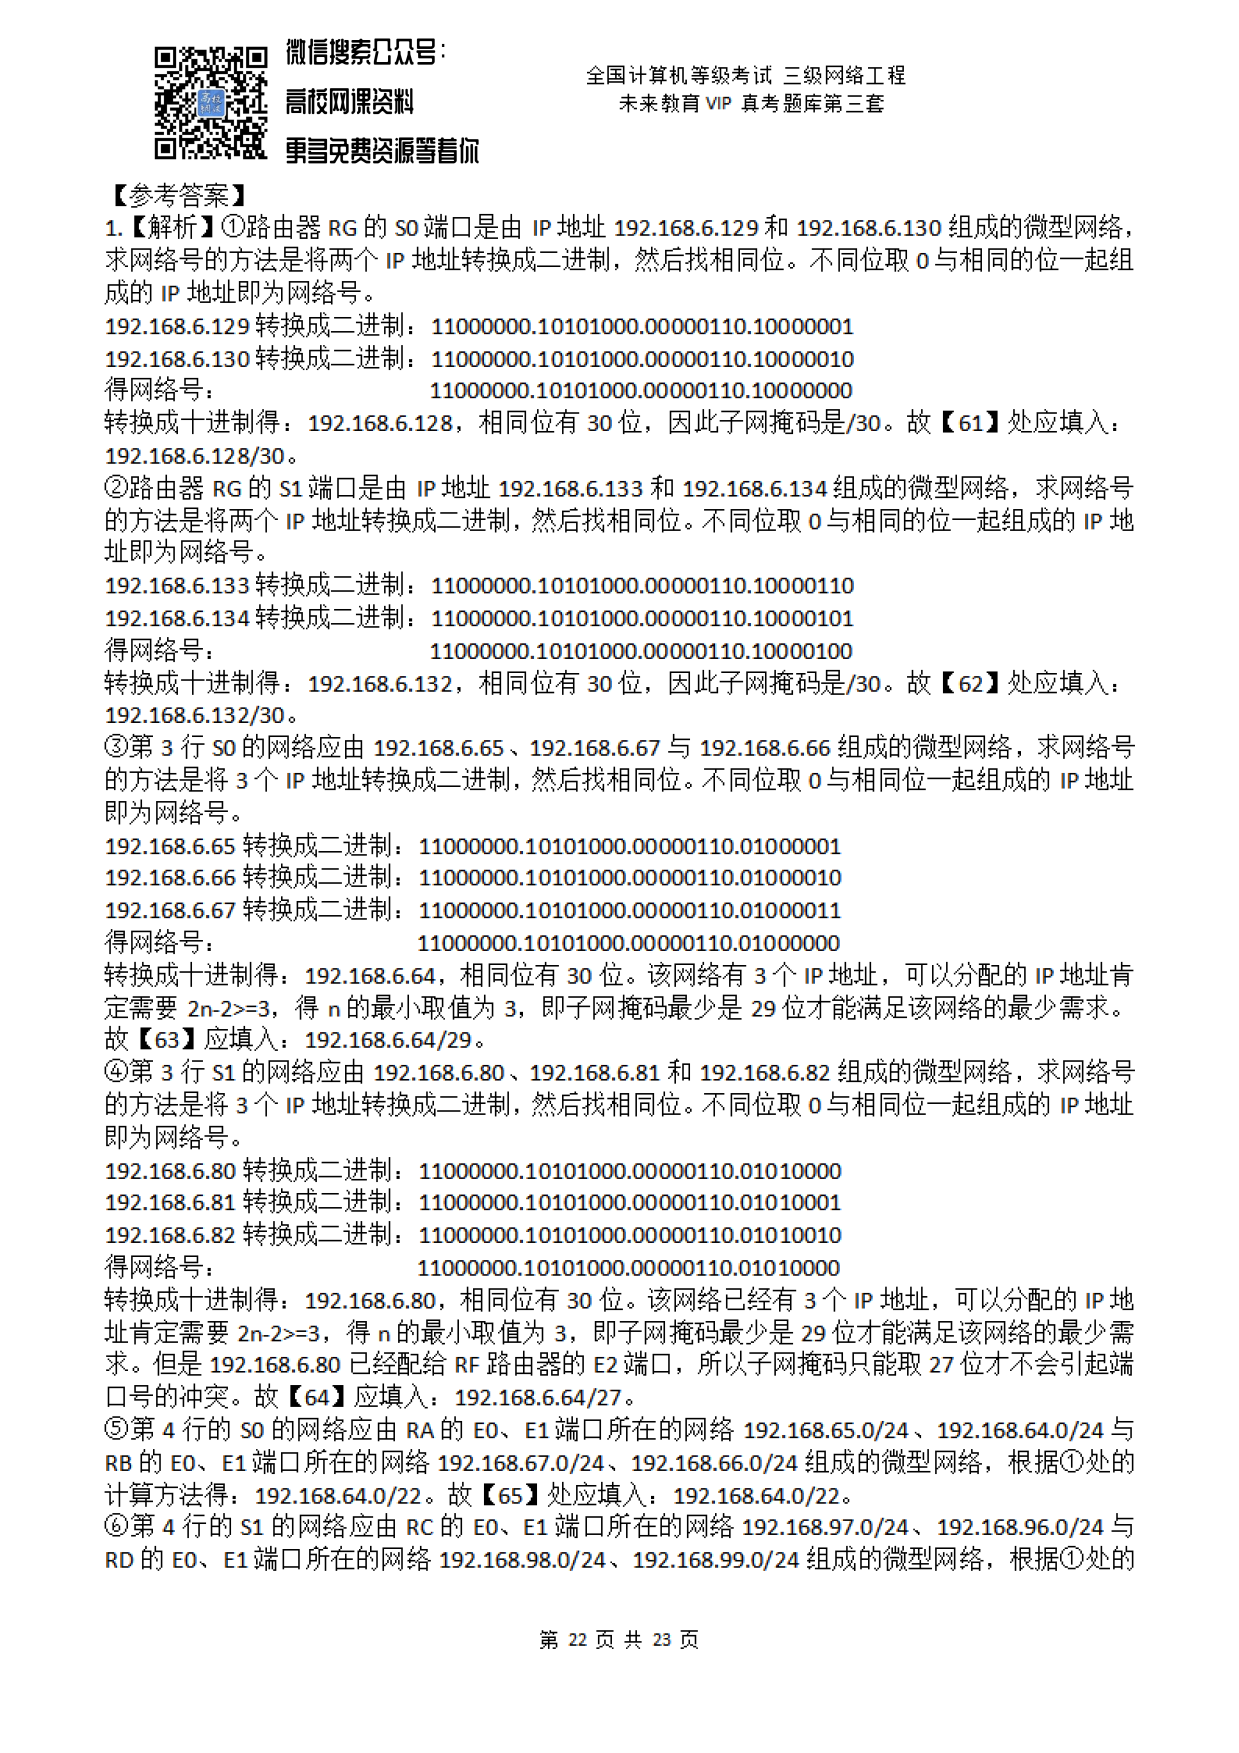 微信搜索公众号：
高校网课资料
更多免费资源等着你
全国计算机等级考试 三级网络工程
未来教育 VIP 真考题库第三套
【参考答案】
1.【解析】①路由器 RG 的 S0 端口是由 IP 地址 192.168.6.129 和 192.168.6.130 组成的微型网络，
求网络号的方法是将两个 IP 地址转换成二进制，然后找相同位。不同位取 0 与相同的位一起组
成的 IP 地址即为网络号。
192.168.6.129 转换成二进制：11000000.10101000.00000110.10000001
192.168.6.130 转换成二进制：11000000.10101000.00000110.10000010
得网络号： 11000000.10101000.00000110.10000000
转换成十进制得：192.168.6.128，相同位有 30 位，因此子网掩码是/30。故【61】处应填入：
192.168.6.128/30。
②路由器 RG 的 S1 端口是由 IP 地址 192.168.6.133 和 192.168.6.134 组成的微型网络，求网络号
的方法是将两个 IP 地址转换成二进制，然后找相同位。不同位取 0 与相同的位一起组成的 IP 地
址即为网络号。
192.168.6.133 转换成二进制：11000000.10101000.00000110.10000110
192.168.6.134 转换成二进制：11000000.10101000.00000110.10000101
得网络号： 11000000.10101000.00000110.10000100
转换成十进制得：192.168.6.132，相同位有 30 位，因此子网掩码是/30。故【62】处应填入：
192.168.6.132/30。
③第 3 行 S0 的网络应由 192.168.6.65、192.168.6.67 与 192.168.6.66 组成的微型网络，求网络号
的方法是将 3 个 IP 地址转换成二进制，然后找相同位。不同位取 0 与相同位一起组成的 IP 地址
即为网络号。
192.168.6.65 转换成二进制：11000000.10101000.00000110.01000001
192.168.6.66 转换成二进制：11000000.10101000.00000110.01000010
192.168.6.67 转换成二进制：11000000.10101000.00000110.01000011
得网络号： 11000000.10101000.00000110.01000000
转换成十进制得：192.168.6.64，相同位有 30 位。该网络有 3 个 IP 地址，可以分配的 IP 地址肯
定需要 2n-2>=3，得 n 的最小取值为 3，即子网掩码最少是 29 位才能满足该网络的最少需求。
故【63】应填入：192.168.6.64/29。
④第 3 行 S1 的网络应由 192.168.6.80、192.168.6.81 和 192.168.6.82 组成的微型网络，求网络号
的方法是将 3 个 IP 地址转换成二进制，然后找相同位。不同位取 0 与相同位一起组成的 IP 地址
即为网络号。
192.168.6.80 转换成二进制：11000000.10101000.00000110.01010000
192.168.6.81 转换成二进制：11000000.10101000.00000110.01010001
192.168.6.82 转换成二进制：11000000.10101000.00000110.01010010
得网络号： 11000000.10101000.00000110.01010000
转换成十进制得：192.168.6.80，相同位有 30 位。该网络已经有 3 个 IP 地址，可以分配的 IP 地
址肯定需要 2n-2>=3，得 n 的最小取值为 3，即子网掩码最少是 29 位才能满足该网络的最少需
求。但是 192.168.6.80 已经配给 RF 路由器的 E2 端口，所以子网掩码只能取 27 位才不会引起端
口号的冲突。故【64】应填入：192.168.6.64/27。
⑤第 4 行的 S0 的网络应由 RA 的 E0、E1 端口所在的网络 192.168.65.0/24、192.168.64.0/24 与
RB 的 E0、E1 端口所在的网络 192.168.67.0/24、192.168.66.0/24 组成的微型网络，根据①处的
计算方法得：192.168.64.0/22。故【65】处应填入：192.168.64.0/22。
⑥第 4 行的 S1 的网络应由 RC 的 E0、E1 端口所在的网络 192.168.97.0/24、192.168.96.0/24 与
RD 的 E0、E1 端口所在的网络 192.168.98.0/24、192.168.99.0/24 组成的微型网络，根据①处的
第 22 页 共 23 页